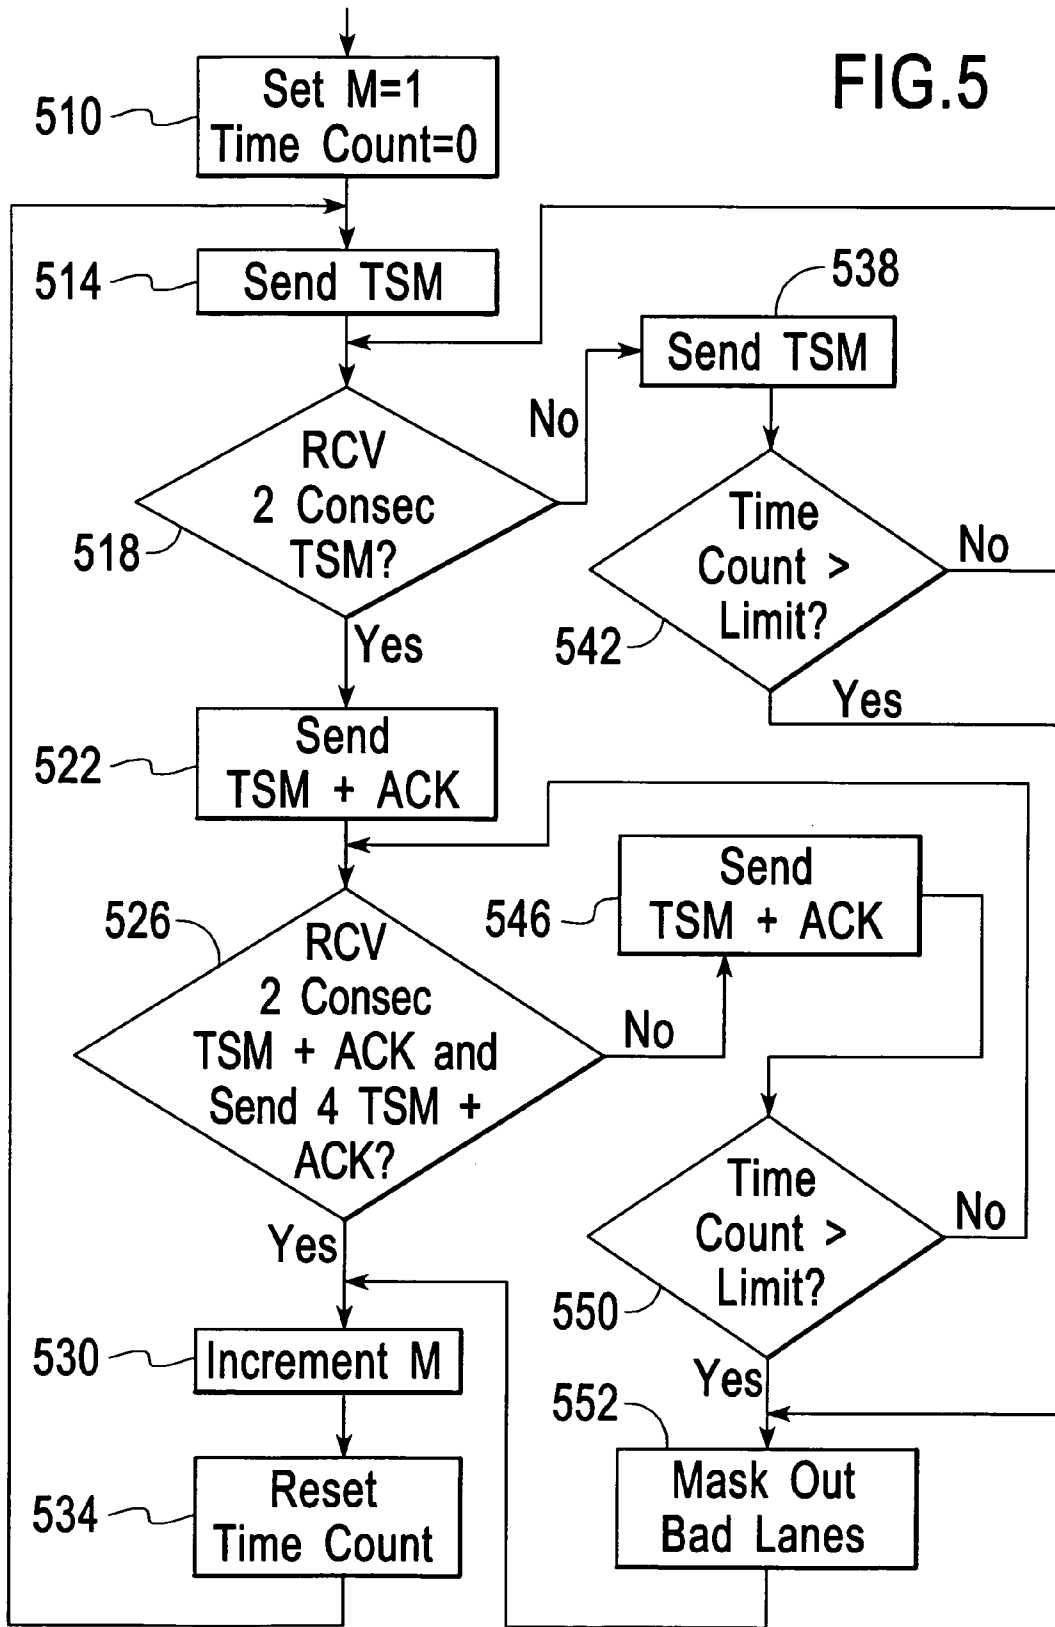 FIG.5
510
Set M=1
Time Count=0
514
Send TSM
538
Send TSM
No
RCV
2 Consec
TSM?
518
Time
Count >
Limit?
No
542
Yes
Yes
522
Send
TSM + ACK
546
Send
TSM + ACK
526
RCV
2 Consec
TSM + ACK and
Send 4 TSM +
ACK?
No
Time
Count >
Limit?
No
550
Yes
Yes
530
Increment M
552
Mask Out
Bad Lanes
534
Reset
Time Count